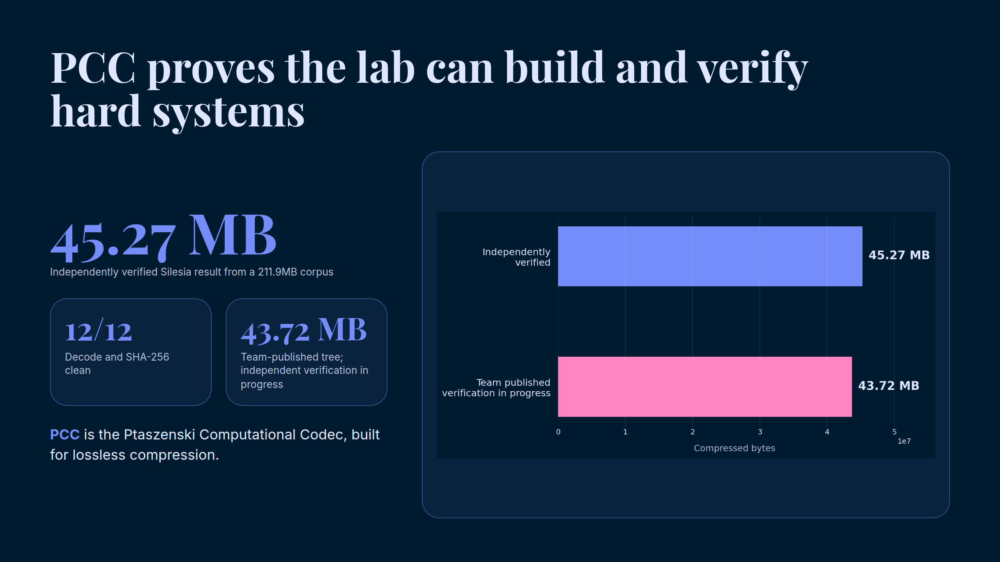 PCC proves the lab can build and verify
hard systems
45.27 MB
Independently verified Silesia result from a 211.9MB corpus
12/12
Decode and SHA-256
clean
43.72 MB
Team-published tree;
independent verification in
progress
PCC is the Ptaszenski Computational Codec, built
for lossless compression.
Independently
verified
45.27 MB
Team published
verification in progress
43.72 MB
0 1 2 3 4 5
1e7
Compressed bytes